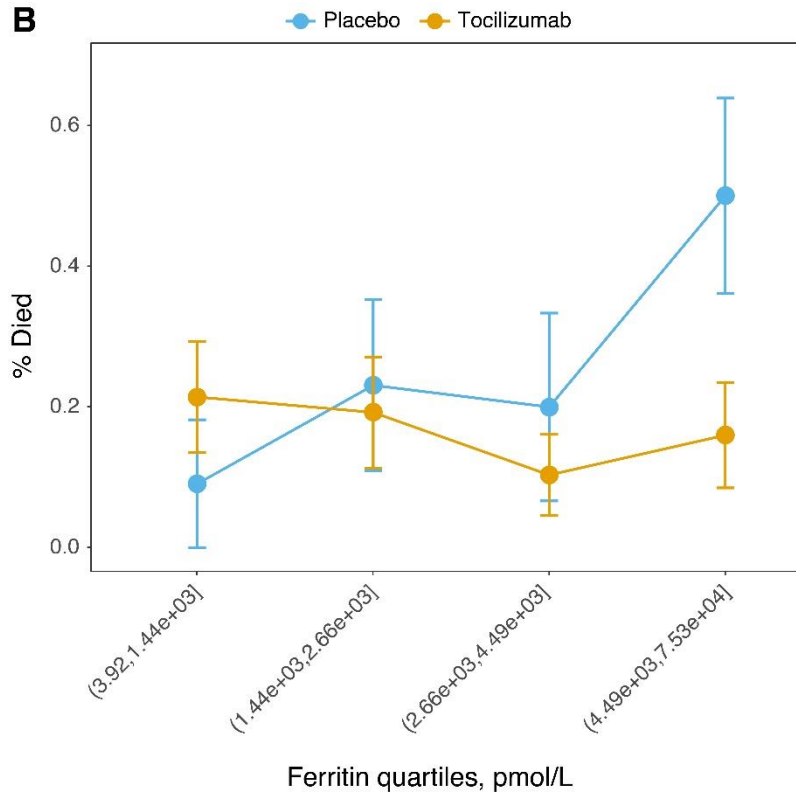 B
Placebo Tocilizumab
% Died
0.6
0.4
0.2
0.0
(3.92,1.44e+03]
(1.44e+03,2.66e+03]
(2.66e+03,4.49e+03]
(4.49e+03,7.53e+04]
Ferritin quartiles, pmol/L